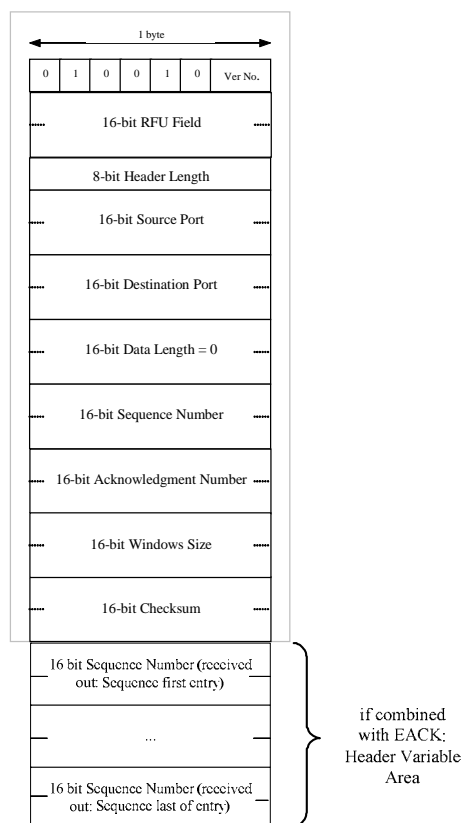 1 byte
0 1 0 0 1 0 Ver No.
16-bit RFU Field
8-bit Header Length
16-bit Source Port
16-bit Destination Port
16-bit Data Length = 0
16-bit Sequence Number
16-bit Acknowledgment Number
16-bit Windows Size
16-bit Checksum
16 bit Sequence Number (received
out: Sequence first entry)
...
16 bit Sequence Number (received
out: Sequence last of entry)
if combined
with EACK:
Header Variable
Area